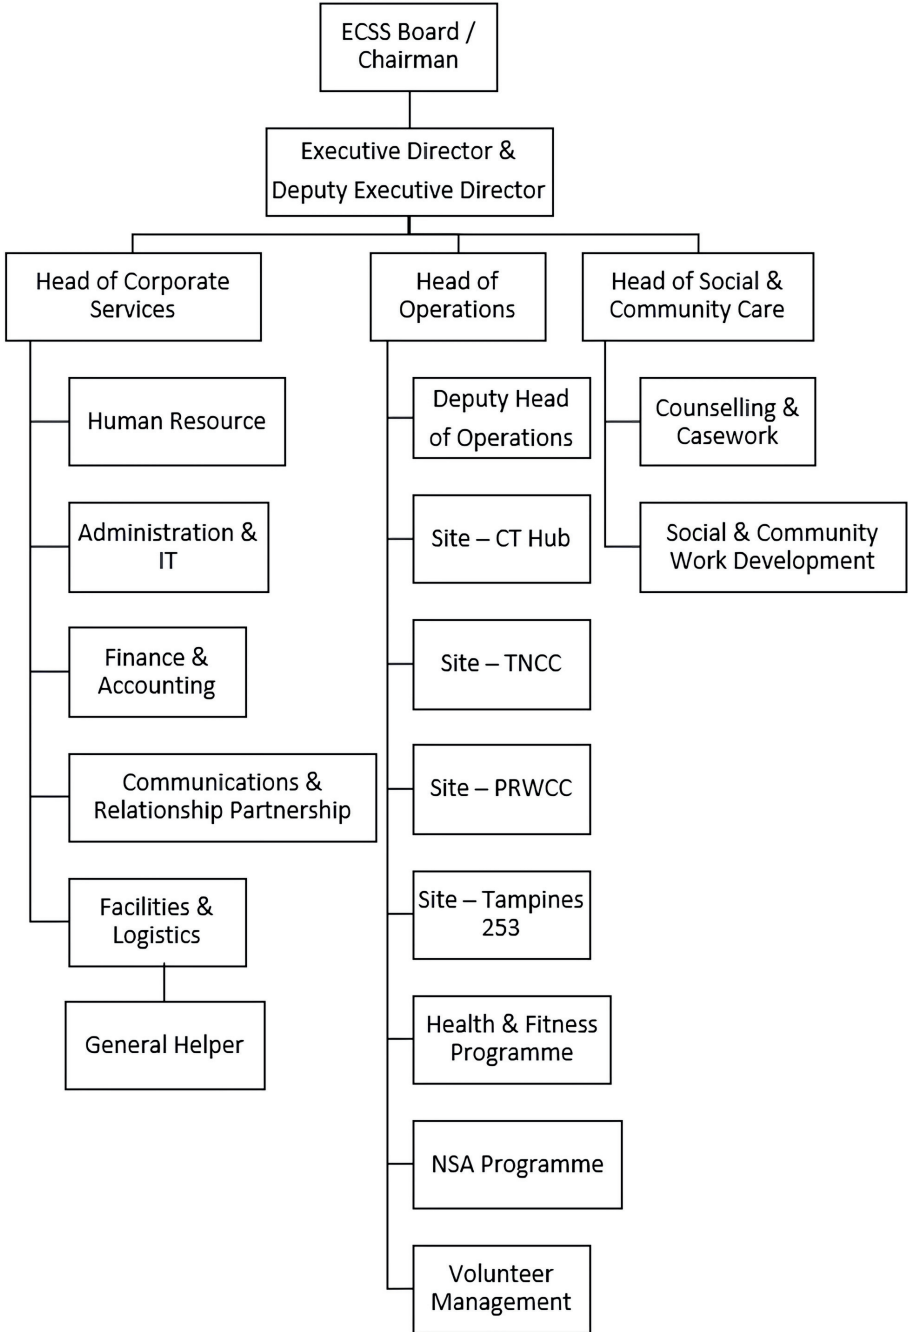 ECSS Board /
Chairman
Executive Director &
Deputy Executive Director
Head of Corporate
Services
Head of
Operations
Head of Social &
Community Care
Human Resource
Administration &
IT
Finance &
Accounting
Communications &
Relationship Partnership
Facilities &
Logistics
General Helper
Deputy Head
of Operations
Site – CT Hub
Site – TNCC
Site – PRWCC
Site – Tampines
253
Health & Fitness
Programme
NSA Programme
Volunteer
Management
Counselling &
Casework
Social & Community
Work Development